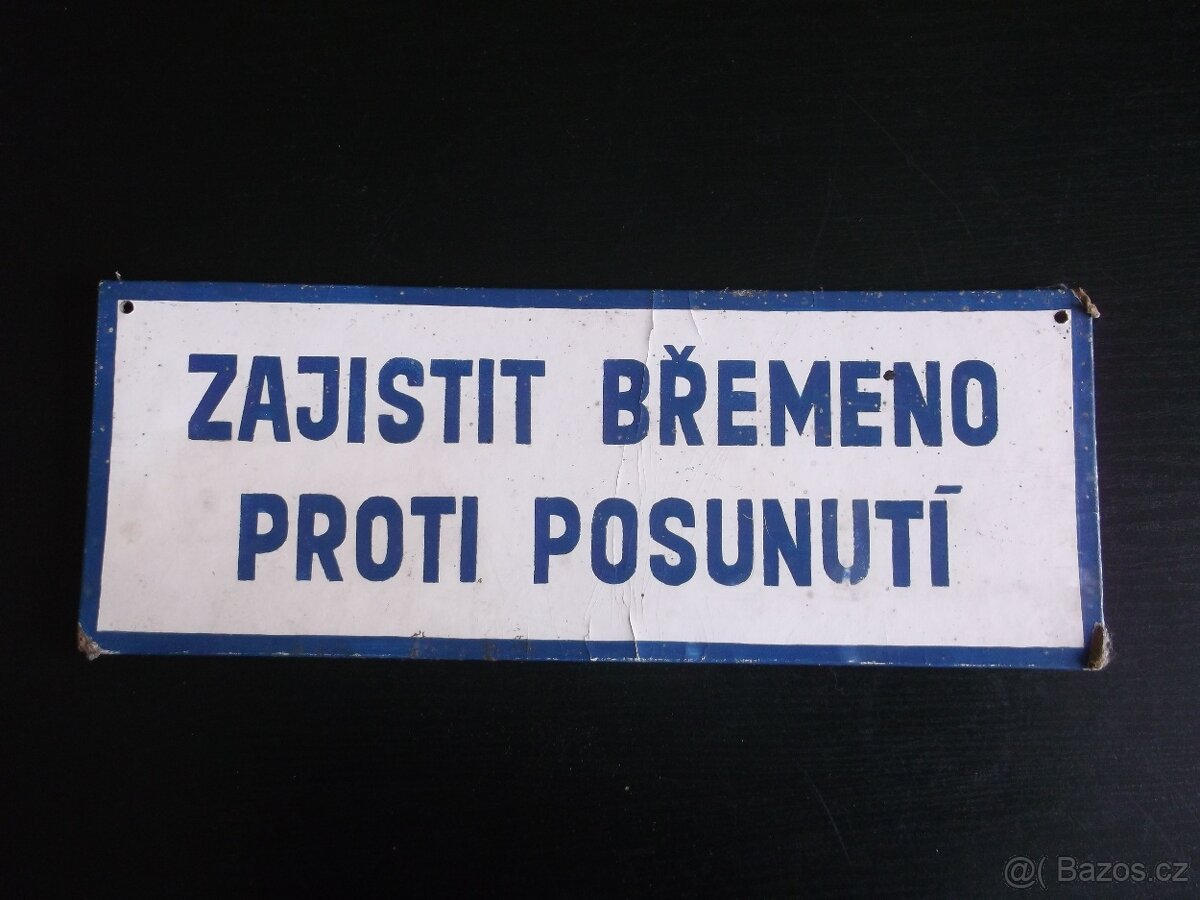 ZAJISTIT BŘEMENO
PROTI POSUNUTÍ
@( Bazos.cz